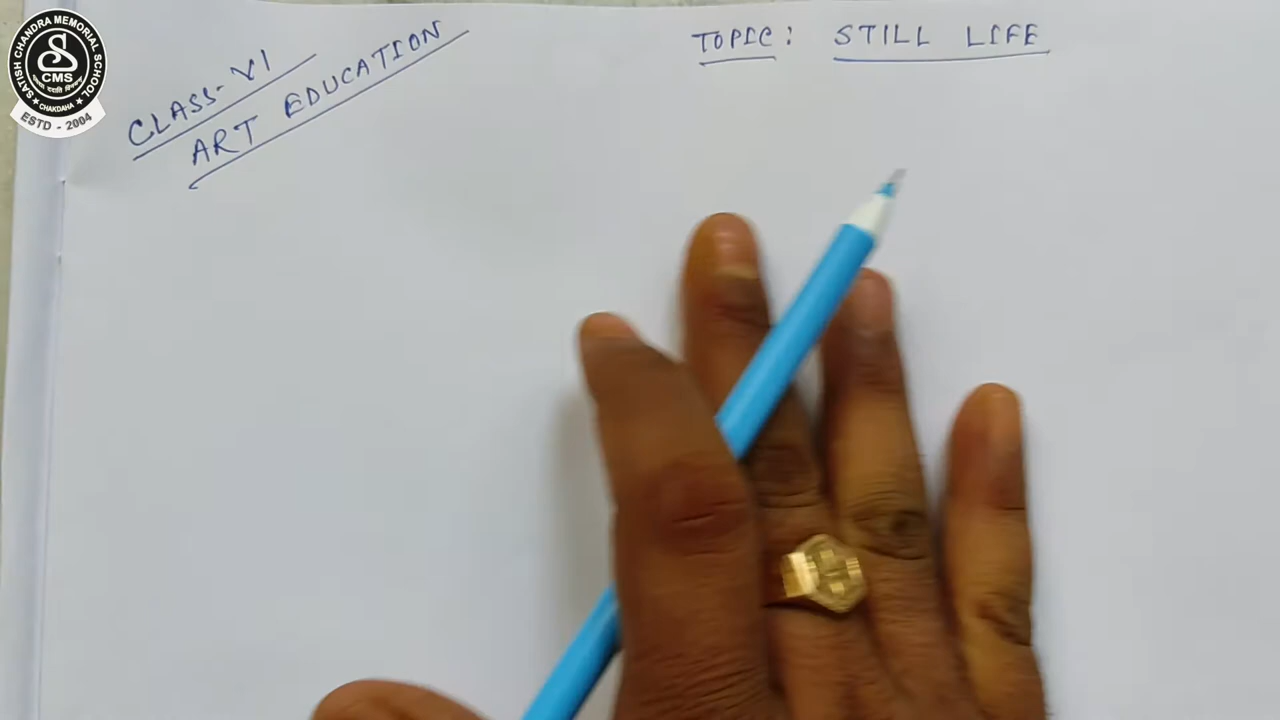 SATISH CHANDRA MEMORIAL SCHOOL
S
CMS
★ CHAKDAHA ★
ESTD - 2004
CLASS-VI
ART EDUCATION
TOPIC: STILL LIFE